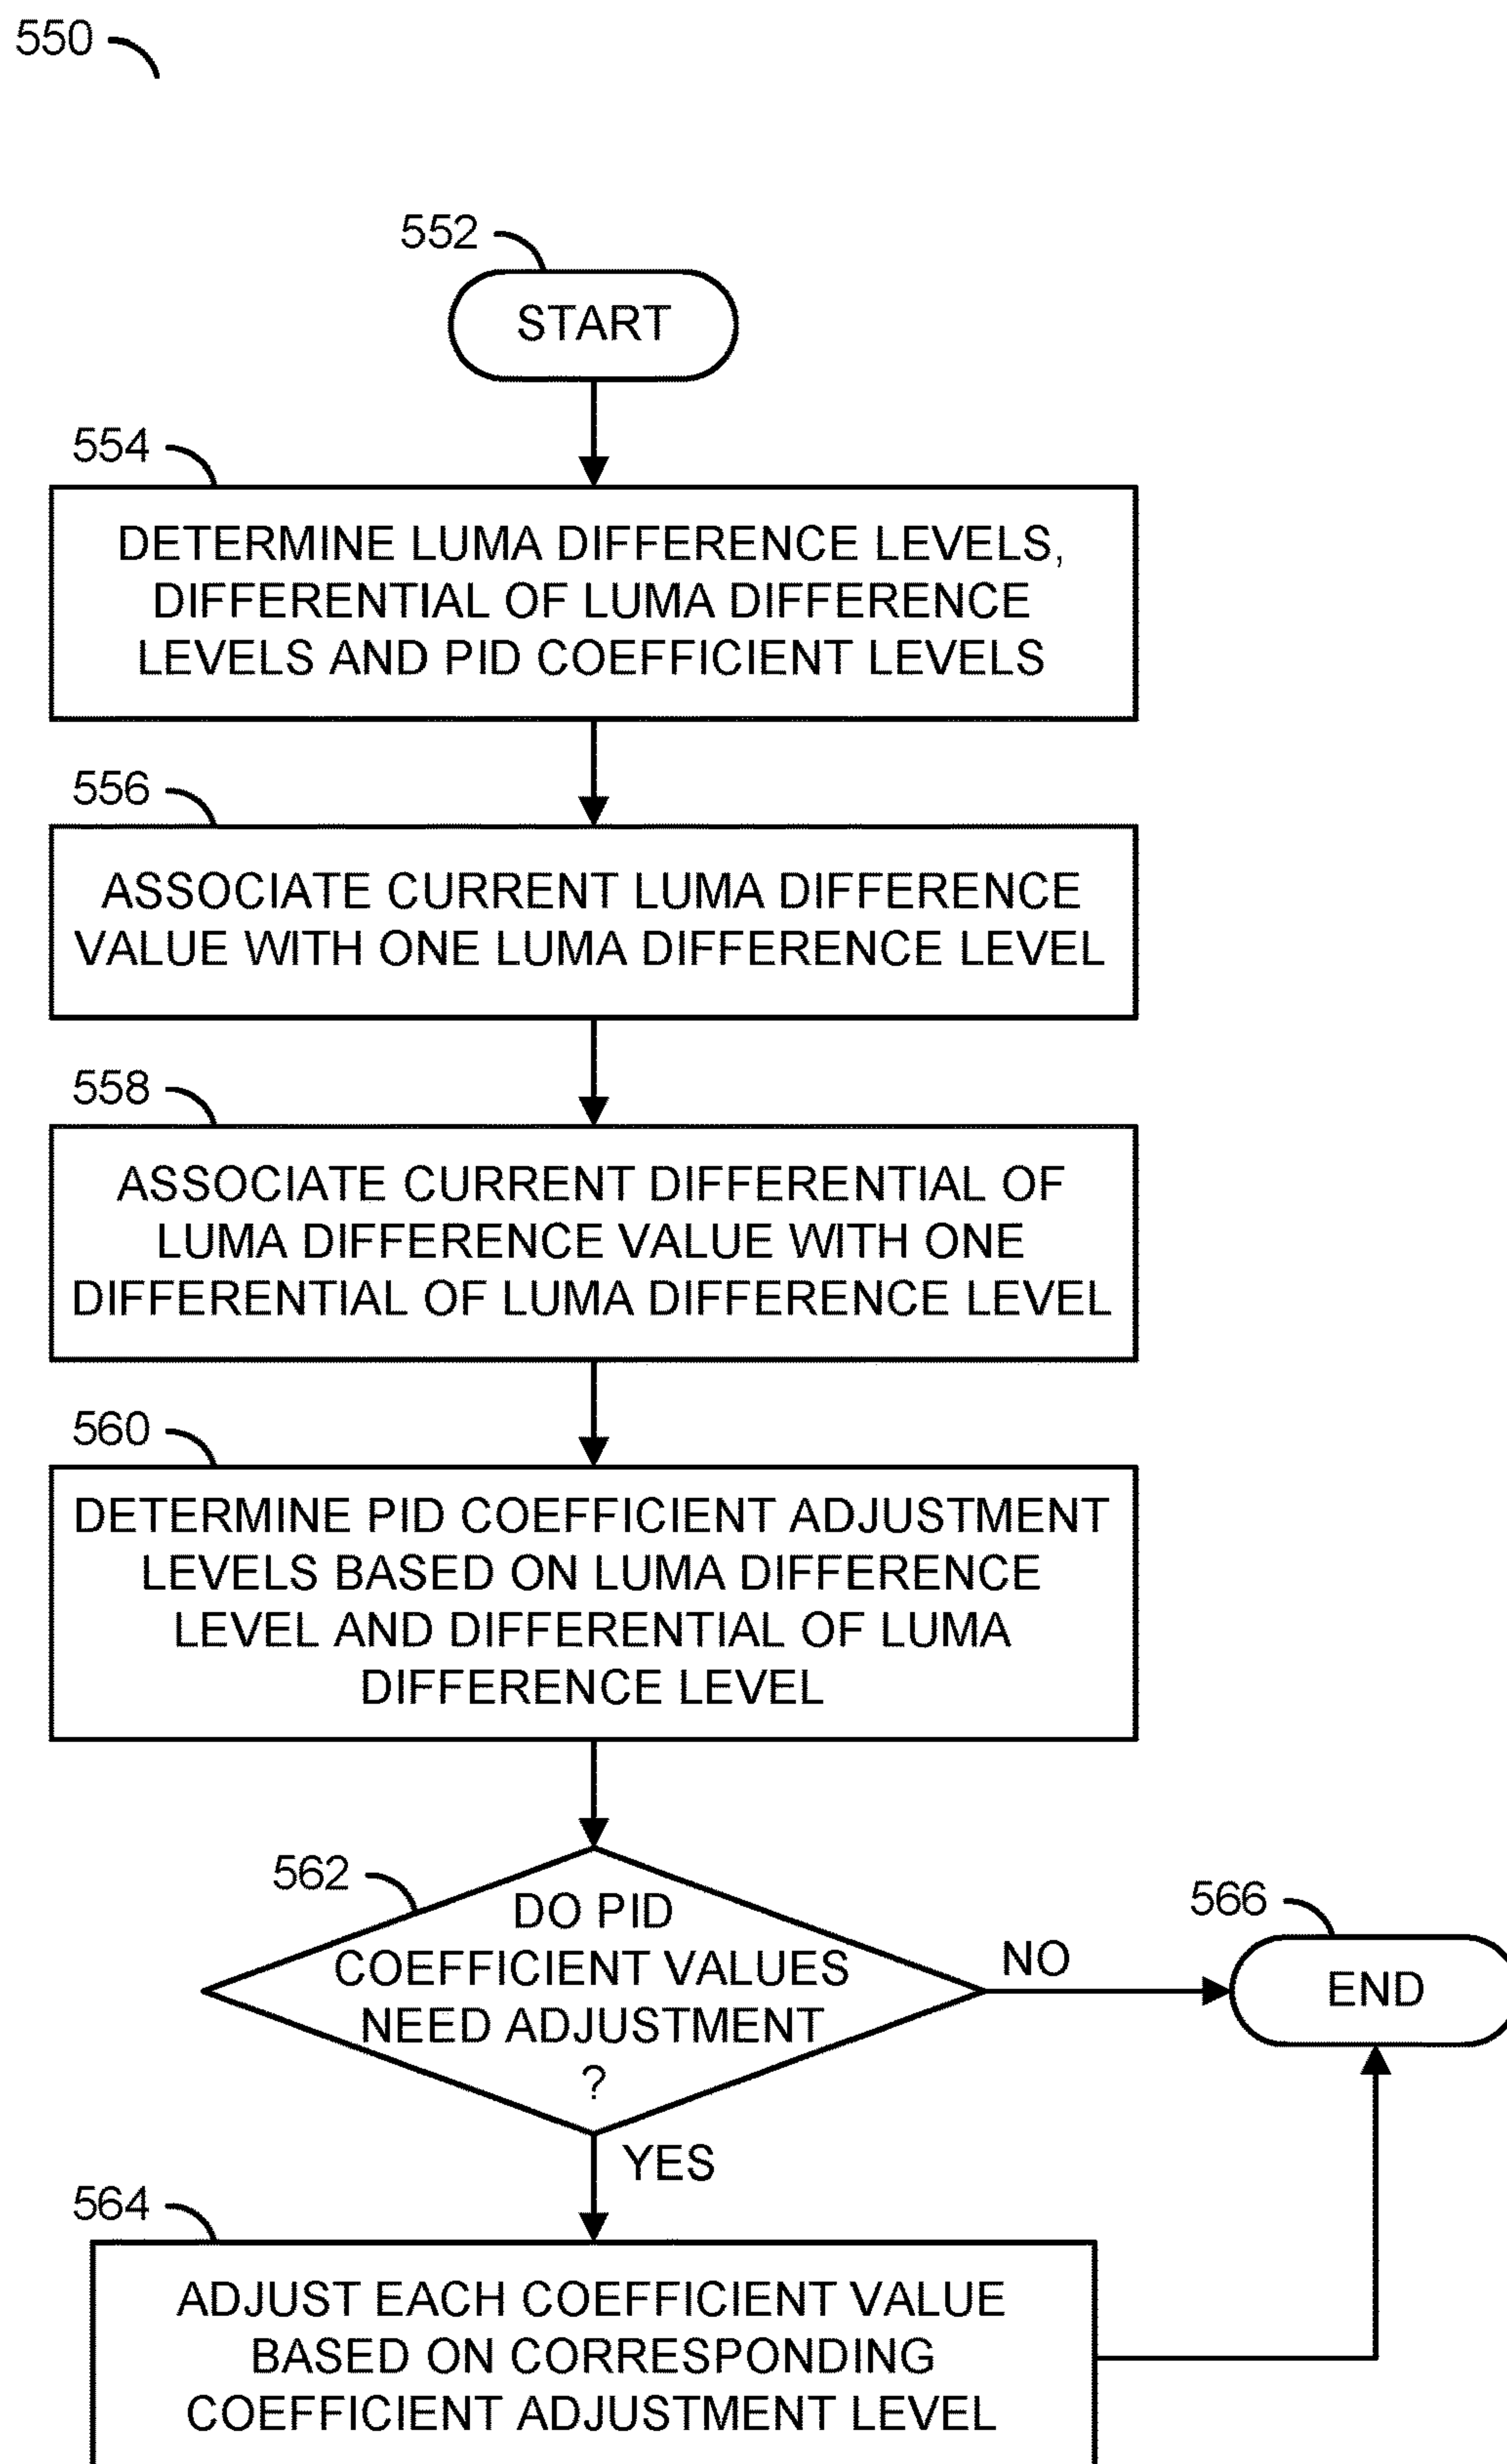 550
552
START
554
DETERMINE LUMA DIFFERENCE LEVELS,
DIFFERENTIAL OF LUMA DIFFERENCE
LEVELS AND PID COEFFICIENT LEVELS
556
ASSOCIATE CURRENT LUMA DIFFERENCE
VALUE WITH ONE LUMA DIFFERENCE LEVEL
558
ASSOCIATE CURRENT DIFFERENTIAL OF
LUMA DIFFERENCE VALUE WITH ONE
DIFFERENTIAL OF LUMA DIFFERENCE LEVEL
560
DETERMINE PID COEFFICIENT ADJUSTMENT
LEVELS BASED ON LUMA DIFFERENCE
LEVEL AND DIFFERENTIAL OF LUMA
DIFFERENCE LEVEL
562
DO PID
COEFFICIENT VALUES
NEED ADJUSTMENT
?
NO
566
END
YES
564
ADJUST EACH COEFFICIENT VALUE
BASED ON CORRESPONDING
COEFFICIENT ADJUSTMENT LEVEL